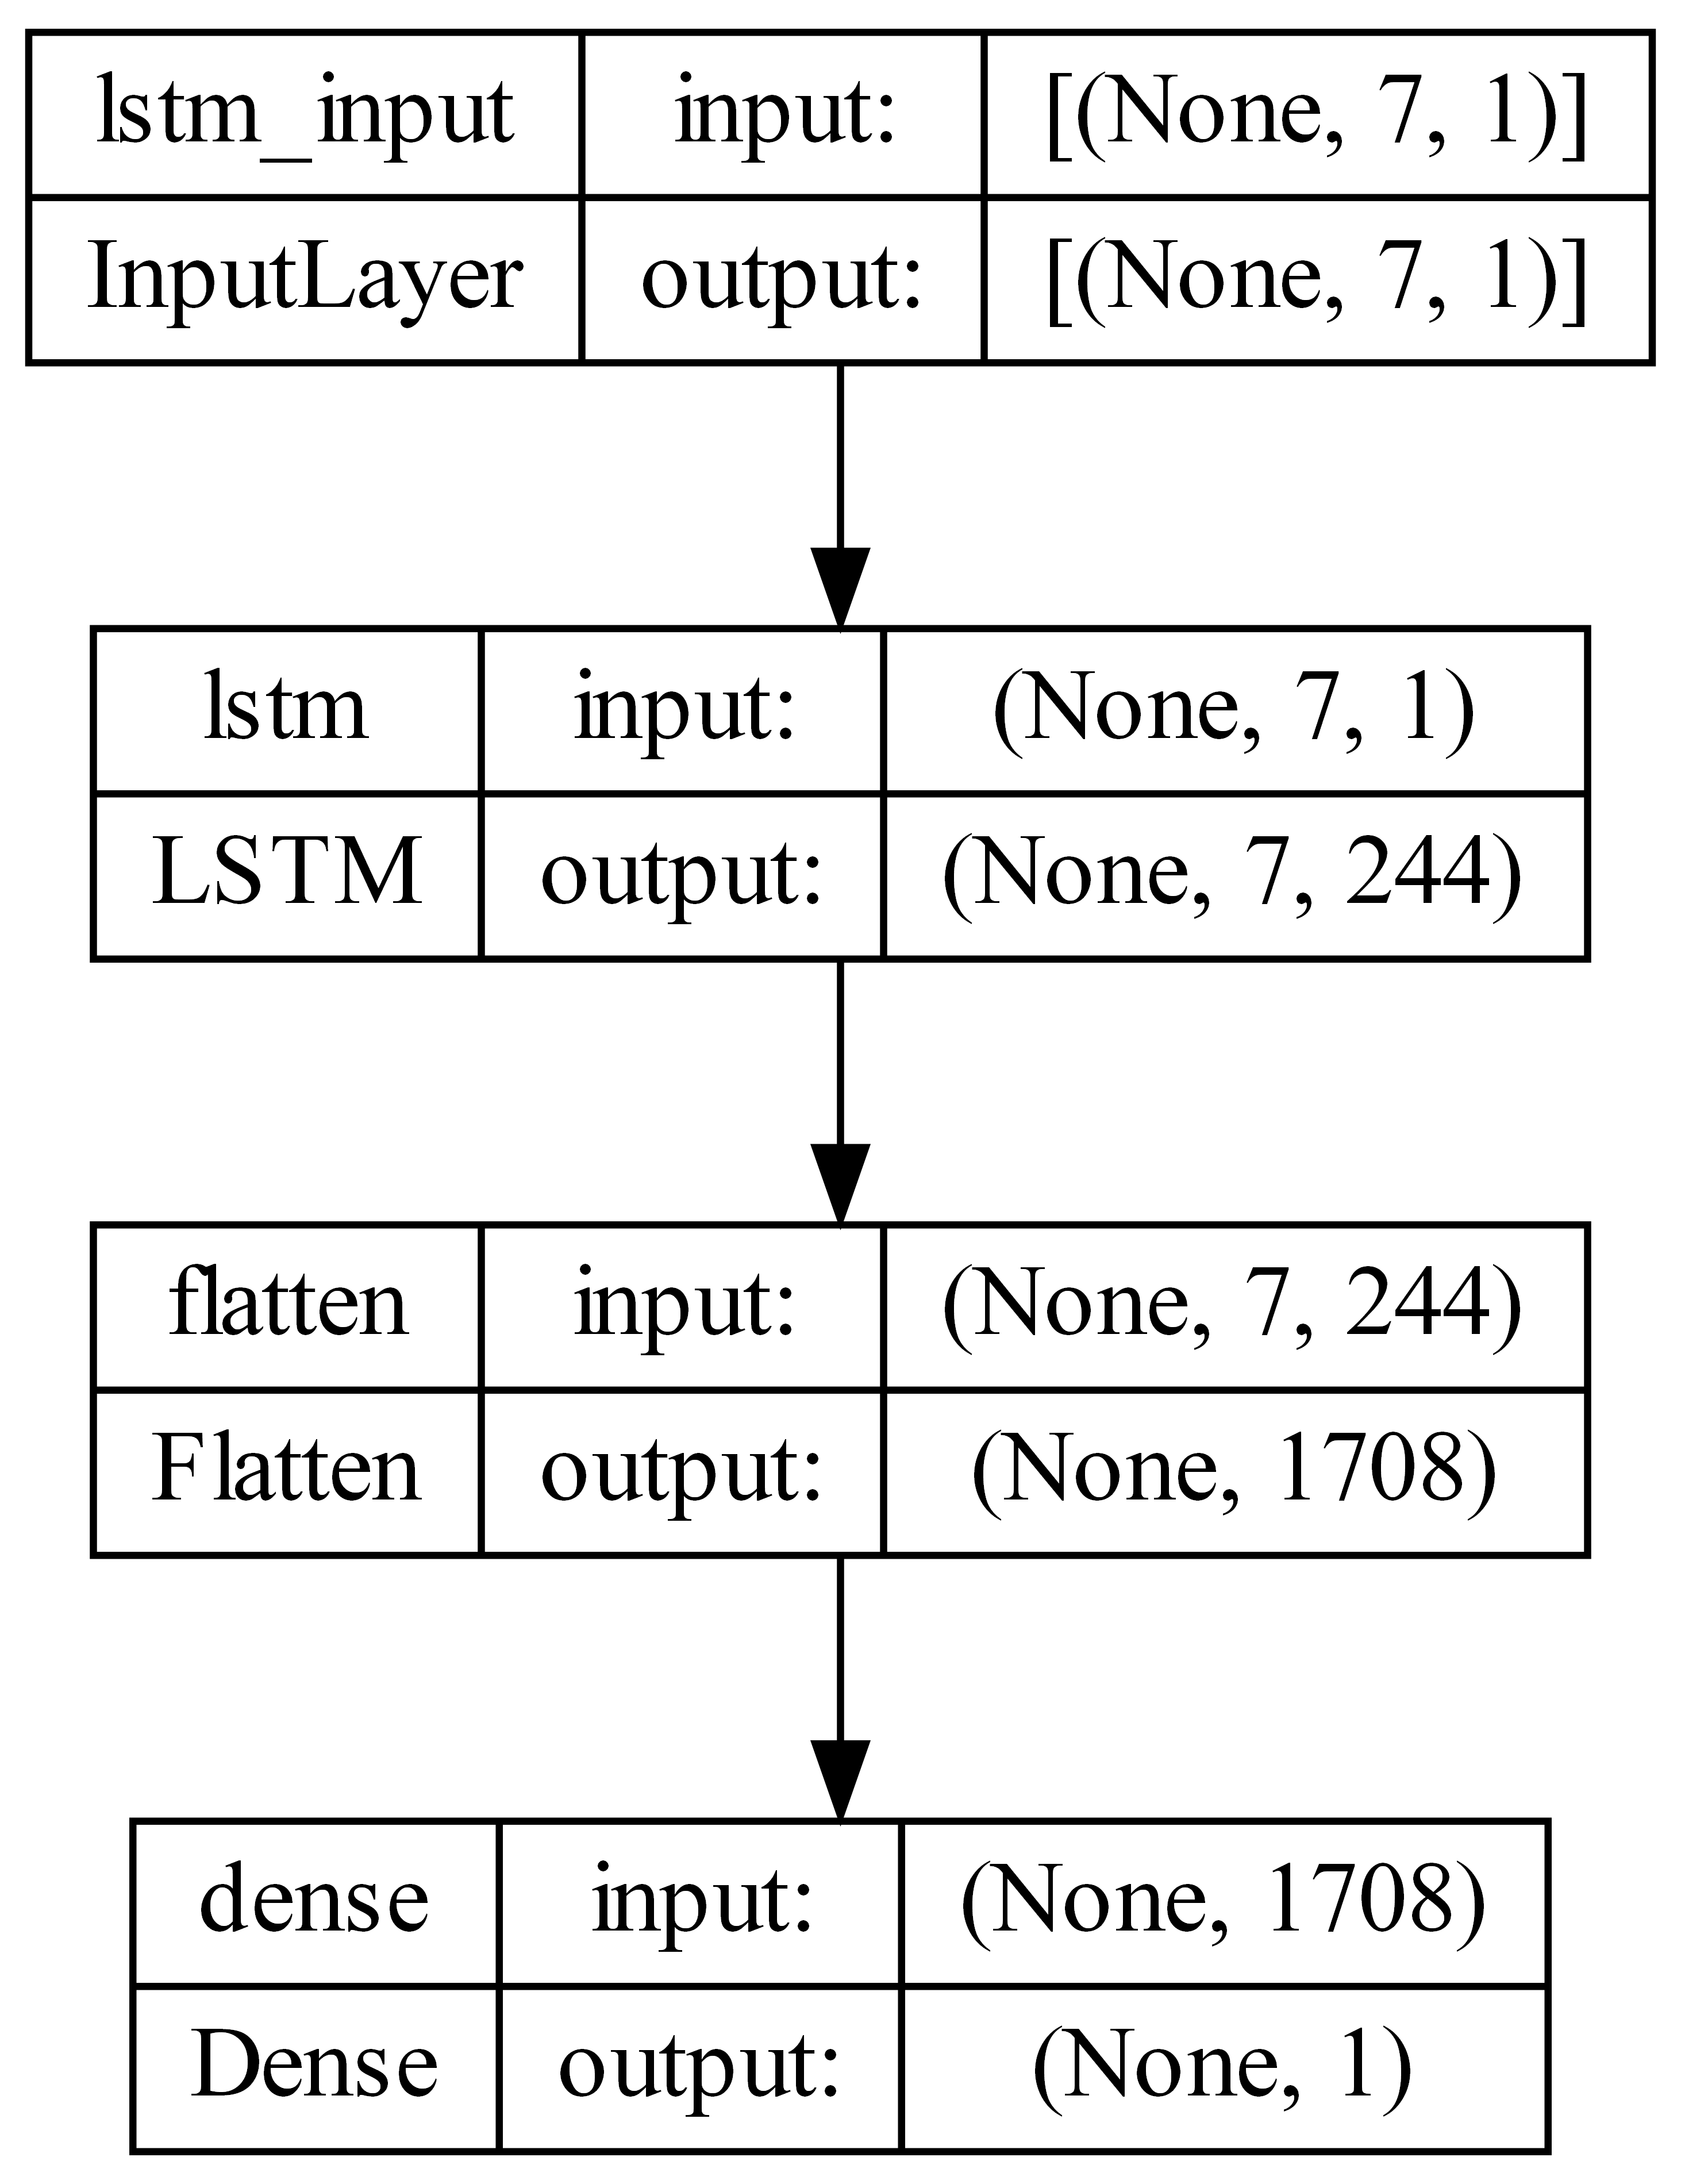 lstm_input input: [(None, 7, 1)]
InputLayer output: [(None, 7, 1)]
lstm input: (None, 7, 1)
LSTM output: (None, 7, 244)
flatten input: (None, 7, 244)
Flatten output: (None, 1708)
dense input: (None, 1708)
Dense output: (None, 1)